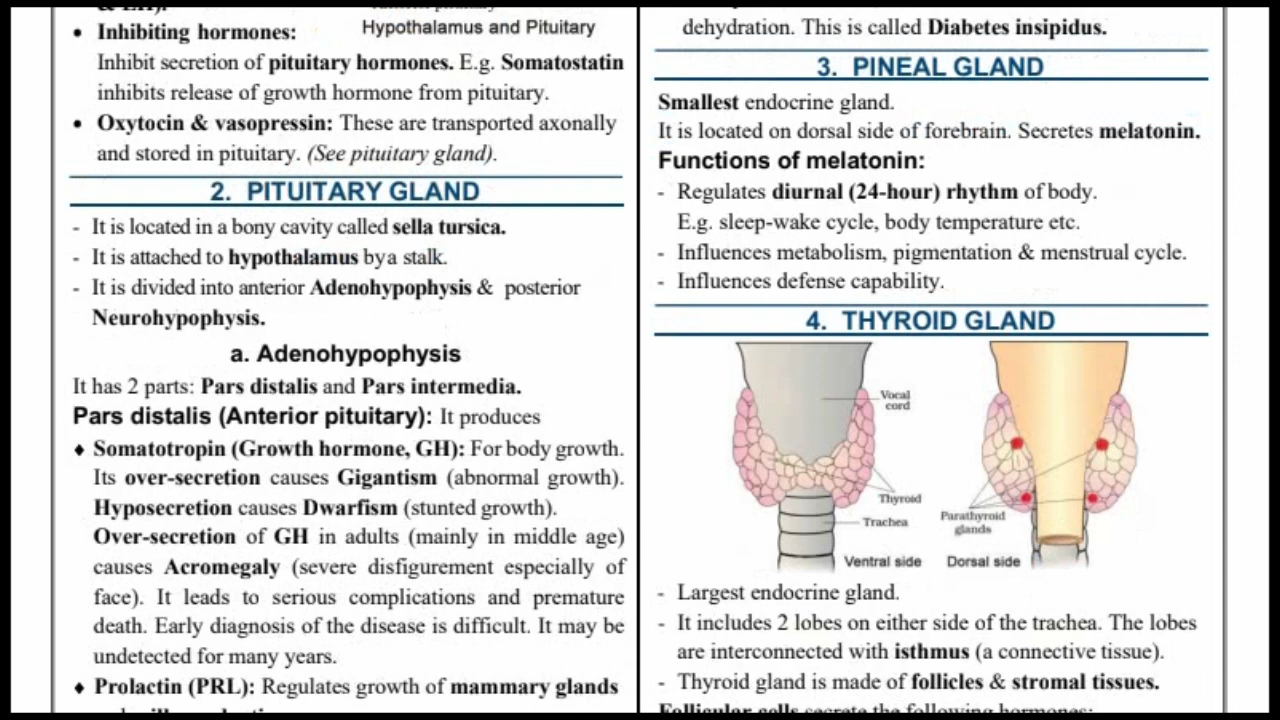 & LH).
Hypothalamus and Pituitary
• Inhibiting hormones:
Inhibit secretion of pituitary hormones. E.g. Somatostatin
inhibits release of growth hormone from pituitary.
• Oxytocin & vasopressin: These are transported axonally
and stored in pituitary. (See pituitary gland).
2. PITUITARY GLAND
- It is located in a bony cavity called sella tursica.
- It is attached to hypothalamus bya stalk.
- It is divided into anterior Adenohypophysis & posterior
Neurohypophysis.
a. Adenohypophysis
It has 2 parts: Pars distalis and Pars intermedia.
Pars distalis (Anterior pituitary): It produces
♦ Somatotropin (Growth hormone, GH): For body growth.
Its over-secretion causes Gigantism (abnormal growth).
Hyposecretion causes Dwarfism (stunted growth).
Over-secretion of GH in adults (mainly in middle age)
causes Acromegaly (severe disfigurement especially of
face). It leads to serious complications and premature
death. Early diagnosis of the disease is difficult. It may be
undetected for many years.
♦ Prolactin (PRL): Regulates growth of mammary glands
dehydration. This is called Diabetes insipidus.
3. PINEAL GLAND
Smallest endocrine gland.
It is located on dorsal side of forebrain. Secretes melatonin.
Functions of melatonin:
- Regulates diurnal (24-hour) rhythm of body.
E.g. sleep-wake cycle, body temperature etc.
- Influences metabolism, pigmentation & menstrual cycle.
- Influences defense capability.
4. THYROID GLAND
Vocal
cord
Thyroid
Trachea
Ventral side
Parathyroid
glands
Dorsal side
- Largest endocrine gland.
- It includes 2 lobes on either side of the trachea. The lobes
are interconnected with isthmus (a connective tissue).
- Thyroid gland is made of follicles & stromal tissues.
Follicular cells secrete the following hormones: